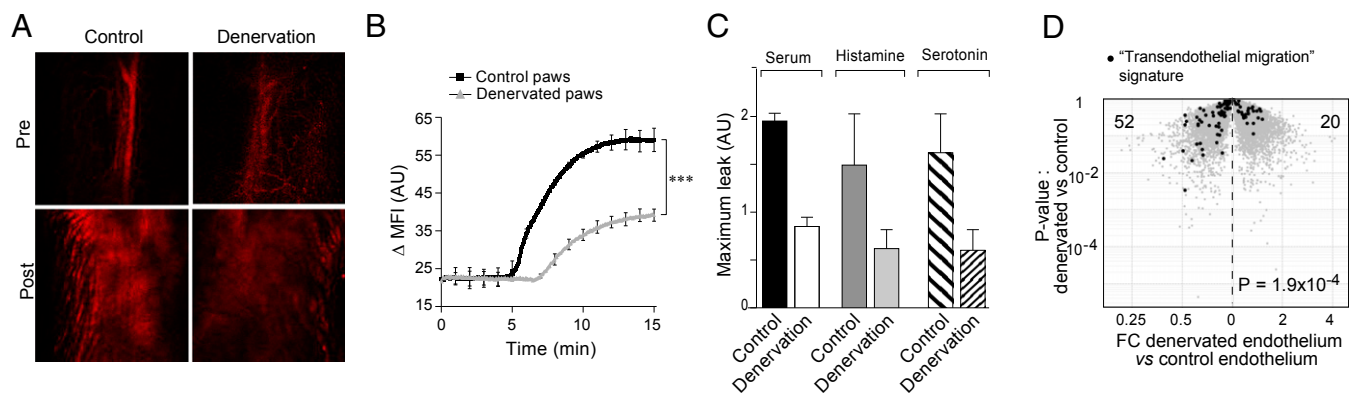 A
Control
Denervation
Pre
Post
B
Control paws
Denervated paws
65
55
45
35
25
15
Δ MFI (AU)
***
0
5
10
15
Time (min)
C
Serum
Histamine
Serotonin
2
1
0
Maximum leak (AU)
Control
Denervation
Control
Denervation
Control
Denervation
D
"Transendothelial migration"
signature
1
10-2
10-4
P-value :
denervated vs control
52
20
P = 1.9x10-4
0.25
0.5
0
2
4
FC denervated endothelium
vs control endothelium